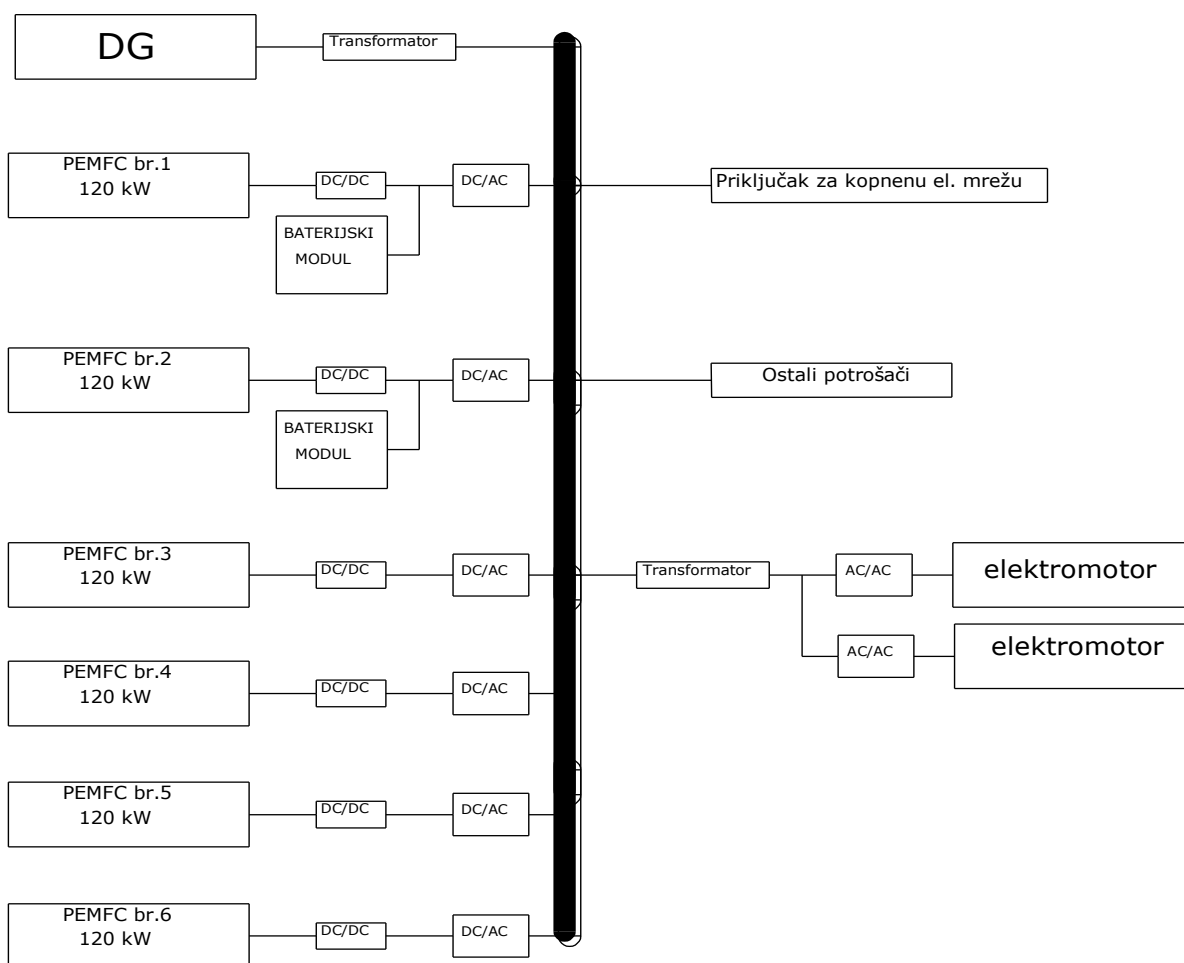 DG
Transformator
PEMFC br.1
120 kW
DC/DC
DC/AC
BATERIJSKI
MODUL
Priključak za kopnenu el. mrežu
PEMFC br.2
120 kW
DC/DC
DC/AC
BATERIJSKI
MODUL
Ostali potrošači
PEMFC br.3
120 kW
DC/DC
DC/AC
Transformator
AC/AC
elektromotor
AC/AC
elektromotor
PEMFC br.4
120 kW
DC/DC
DC/AC
PEMFC br.5
120 kW
DC/DC
DC/AC
PEMFC br.6
120 kW
DC/DC
DC/AC